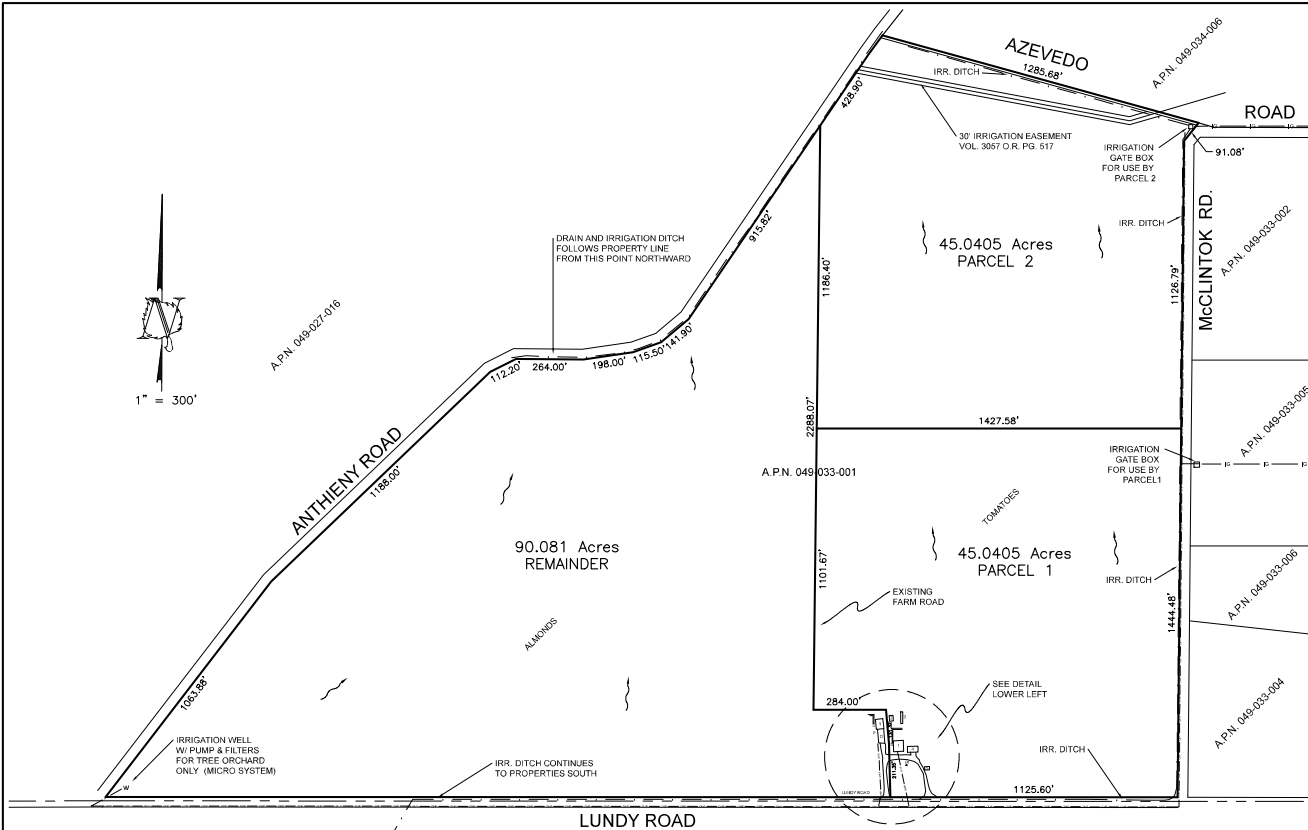 AZEVEDO
1285.68'
A.P.N. 049-034-006
IRR. DITCH
428.90'
ROAD
30' IRRIGATION EASEMENT
VOL. 3057 O.R. PG. 517
IRRIGATION
GATE BOX
FOR USE BY
PARCEL 2
91.08'
McCLINTOK RD.
A.P.N. 049-033-002
IRR. DITCH
915.82'
DRAIN AND IRRIGATION DITCH
FOLLOWS PROPERTY LINE
FROM THIS POINT NORTHWARD
45.0405 Acres
PARCEL 2
1186.40'
1126.79'
A.P.N. 049-027-016
N
1" = 300'
112.20'
264.00'
198.00'
115.50'
141.90'
2288.07'
1427.58'
A.P.N. 049-033-005
ANTHIENY ROAD
1188.00'
A.P.N. 049-033-001
IRRIGATION
GATE BOX
FOR USE BY
PARCEL1
TOMATOES
90.081 Acres
REMAINDER
45.0405 Acres
PARCEL 1
1101.67'
IRR. DITCH
A.P.N. 049-033-006
EXISTING
FARM ROAD
1444.48'
ALMONDS
1063.88'
284.00'
SEE DETAIL
LOWER LEFT
A.P.N. 049-033-004
IRRIGATION WELL
W/ PUMP & FILTERS
FOR TREE ORCHARD
ONLY (MICRO SYSTEM)
W
IRR. DITCH CONTINUES
TO PROPERTIES SOUTH
IRR. DITCH
LUNDY ROAD
1125.60'
LUNDY ROAD